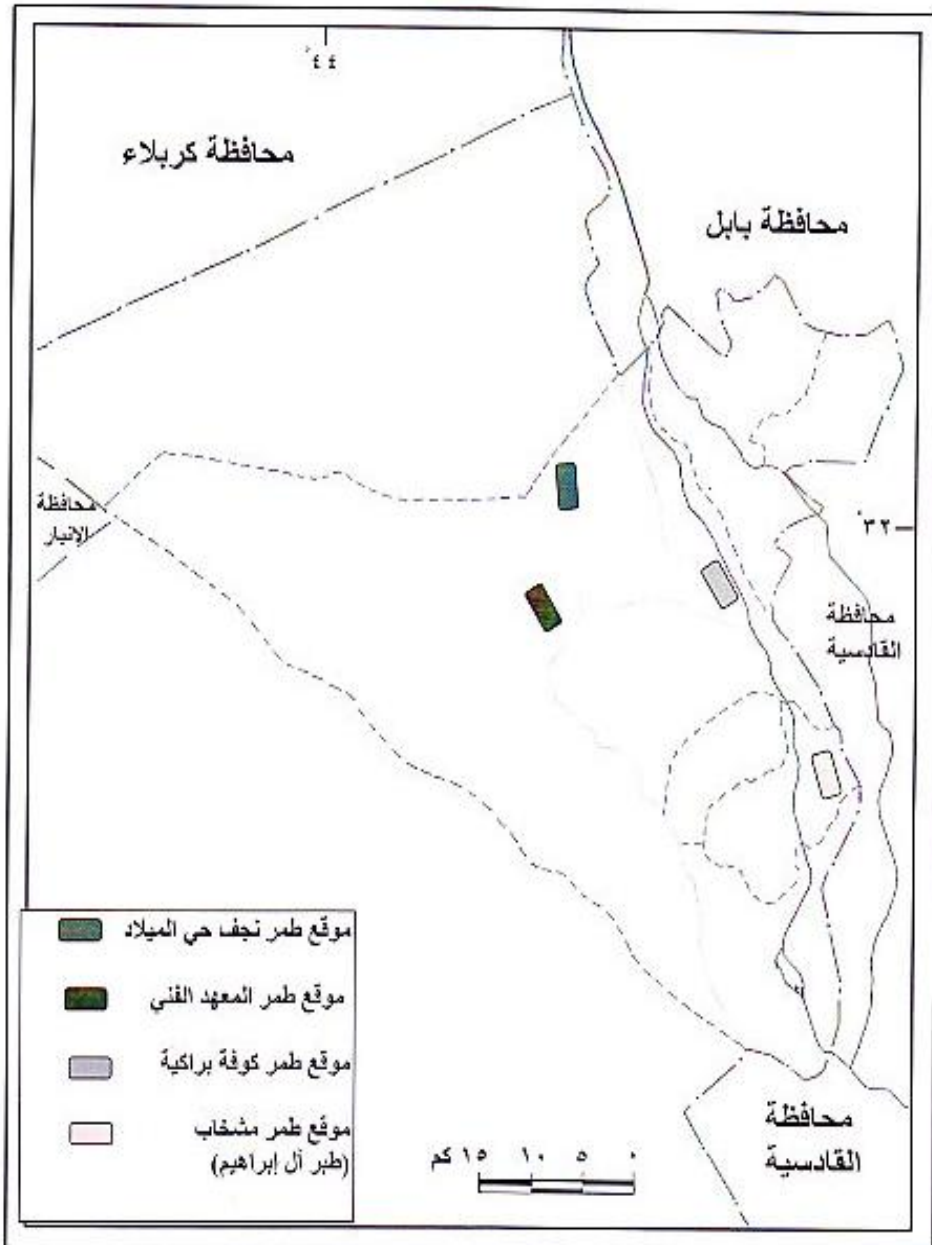 °٤٤
محافظة كربلاء
محافظة بابل
محافظة
الانبار
°٣٢
محافظة
القادسية
موقع طمر نجف حي الميلاد
موقع طمر المعهد الفني
موقع طمر كوفة براكية
موقع طمر مشخاب
(طبر آل إبراهيم)
٠ ٥ ١٠ ١٥ كم
محافظة
القادسية